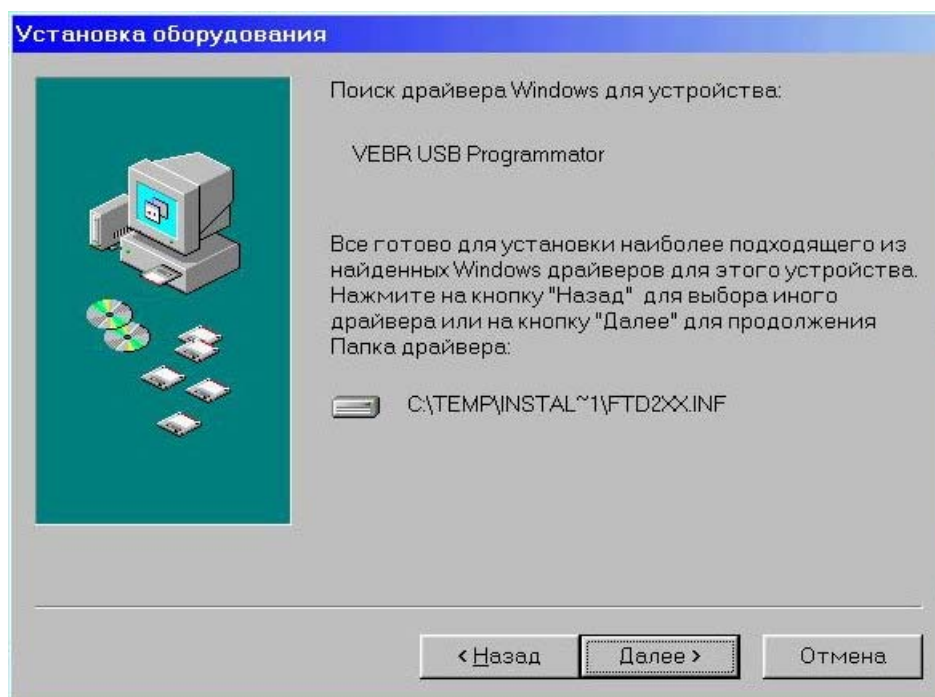 Установка оборудования
Поиск драйвера Windows для устройства:
VEBR USB Programmator
Все готово для установки наиболее подходящего из
найденных Windows драйверов для этого устройства.
Нажмите на кнопку "Назад" для выбора иного
драйвера или на кнопку "Далее" для продолжения
Папка драйвера:
C:\TEMP\INSTAL~1\FTD2XX.INF
< Назад
Далее >
Отмена